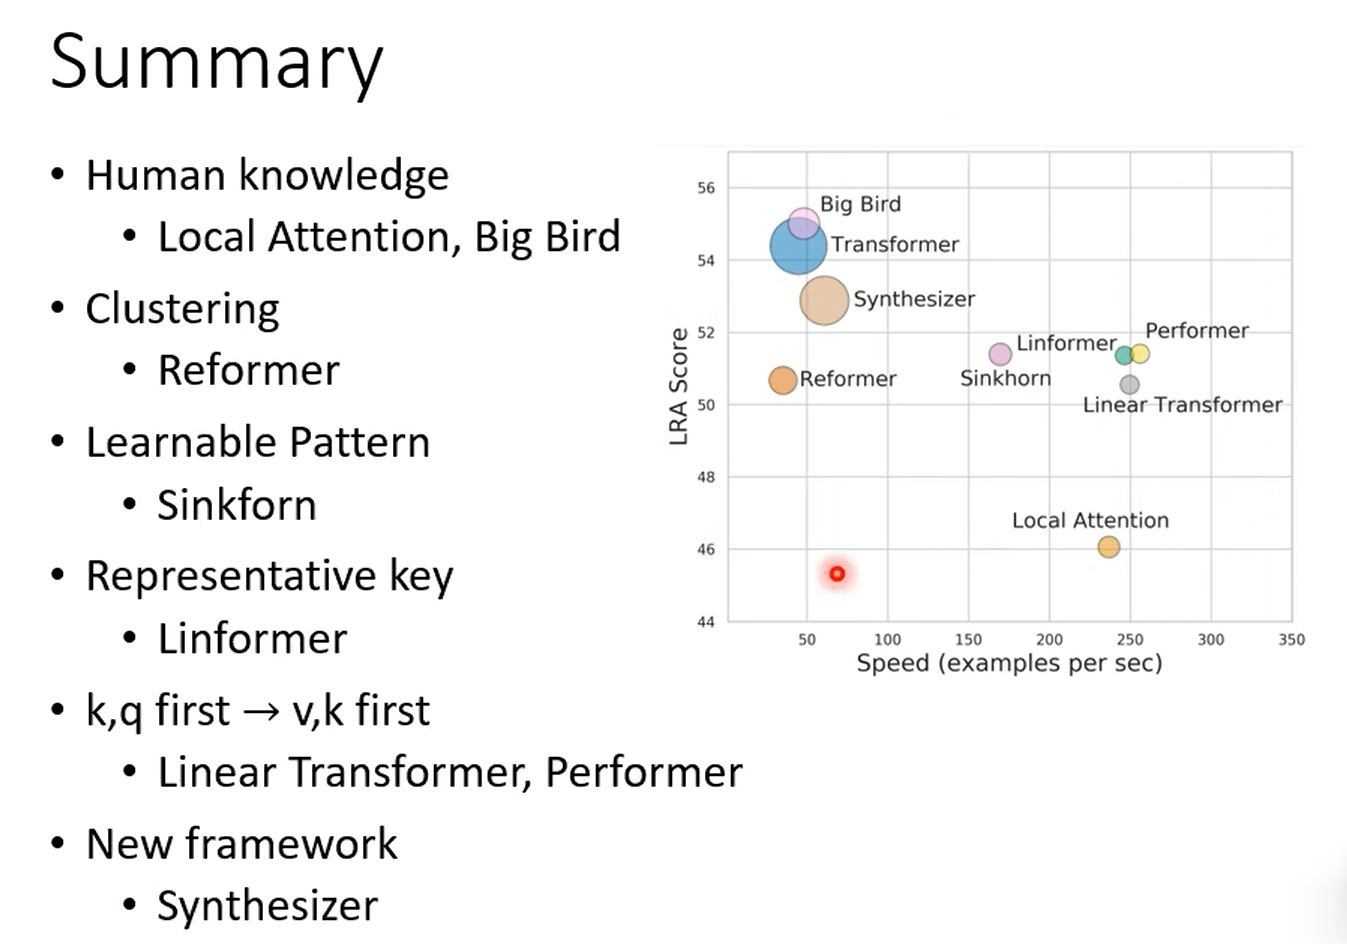 Summary
• Human knowledge
• Local Attention, Big Bird
• Clustering
• Reformer
• Learnable Pattern
• Sinkforn
• Representative key
• Linformer
• k,q first → v,k first
• Linear Transformer, Performer
• New framework
• Synthesizer
LRA Score
56
54
52
50
48
46
44
Big Bird
Transformer
Synthesizer
Performer
Linformer
Sinkhorn
Reformer
Linear Transformer
Local Attention
50 100 150 200 250 300 350
Speed (examples per sec)